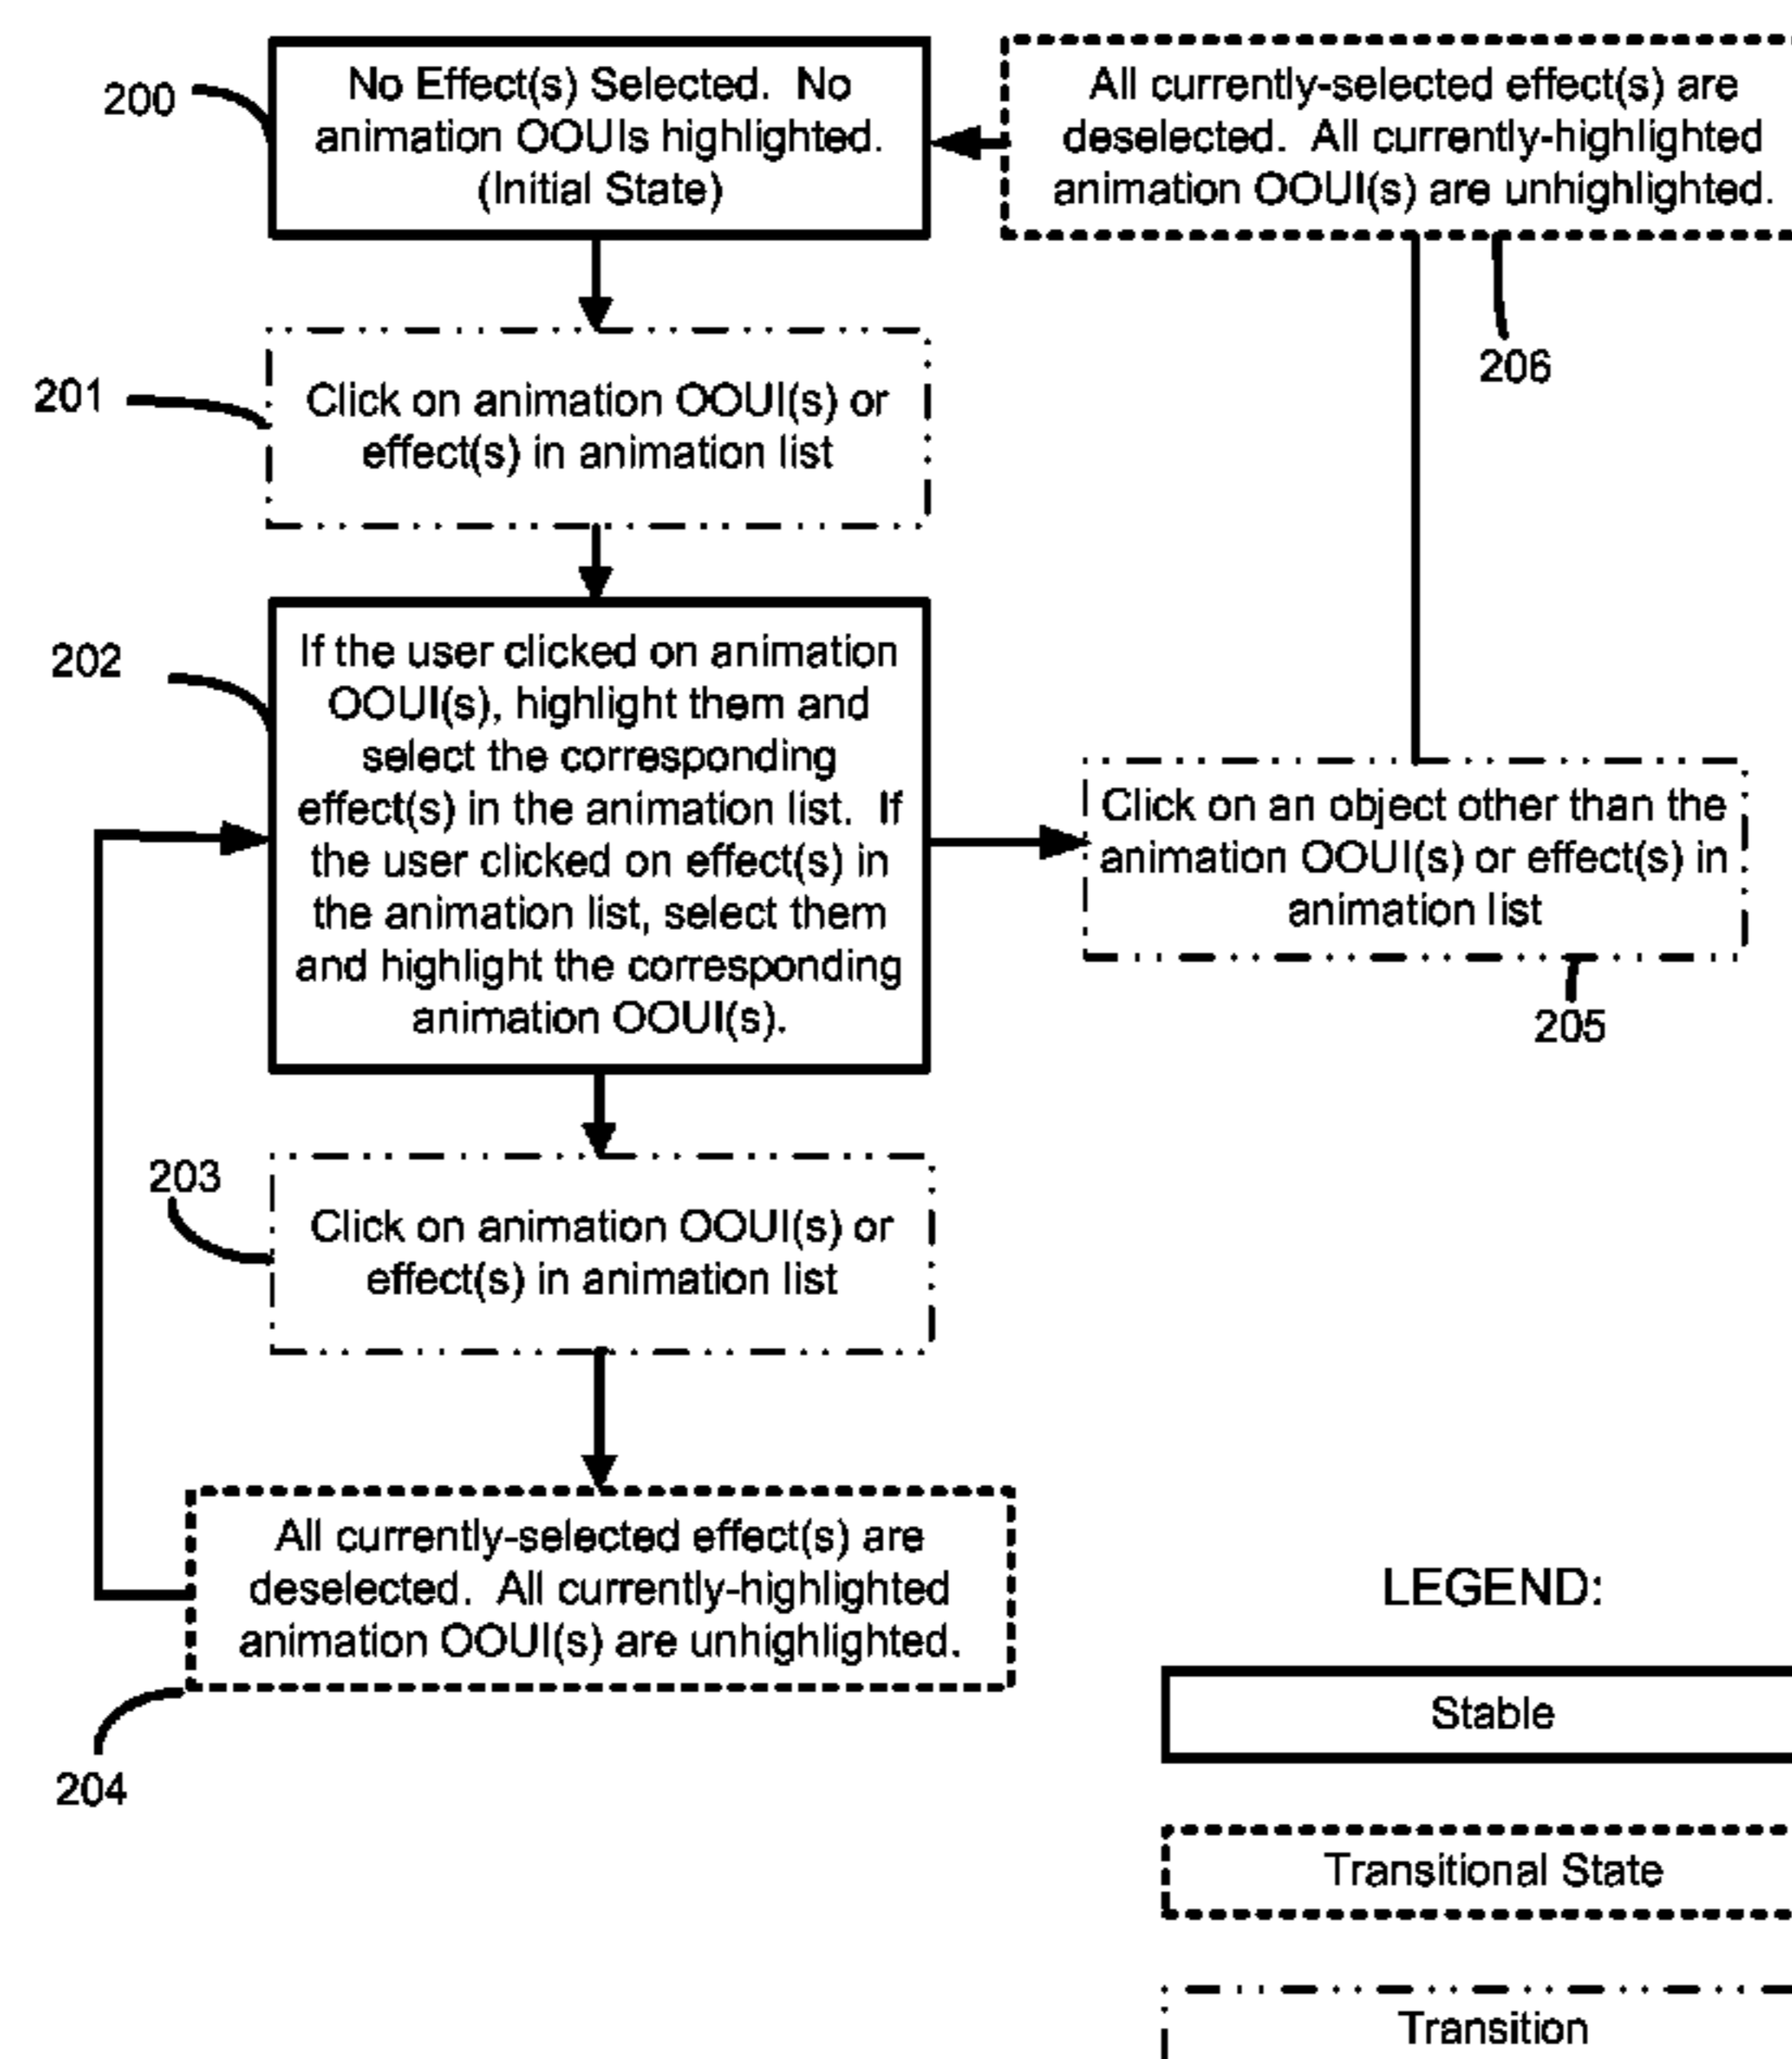 200
No Effect(s) Selected. No
animation OOUIs highlighted.
(Initial State)
All currently-selected effect(s) are
deselected. All currently-highlighted
animation OOUI(s) are unhighlighted.
206
201
Click on animation OOUI(s) or
effect(s) in animation list
202
If the user clicked on animation
OOUI(s), highlight them and
select the corresponding
effect(s) in the animation list. If
the user clicked on effect(s) in
the animation list, select them
and highlight the corresponding
animation OOUI(s).
Click on an object other than the
animation OOUI(s) or effect(s) in
animation list
205
203
Click on animation OOUI(s) or
effect(s) in animation list
All currently-selected effect(s) are
deselected. All currently-highlighted
animation OOUI(s) are unhighlighted.
204
LEGEND:
Stable
Transitional State
Transition